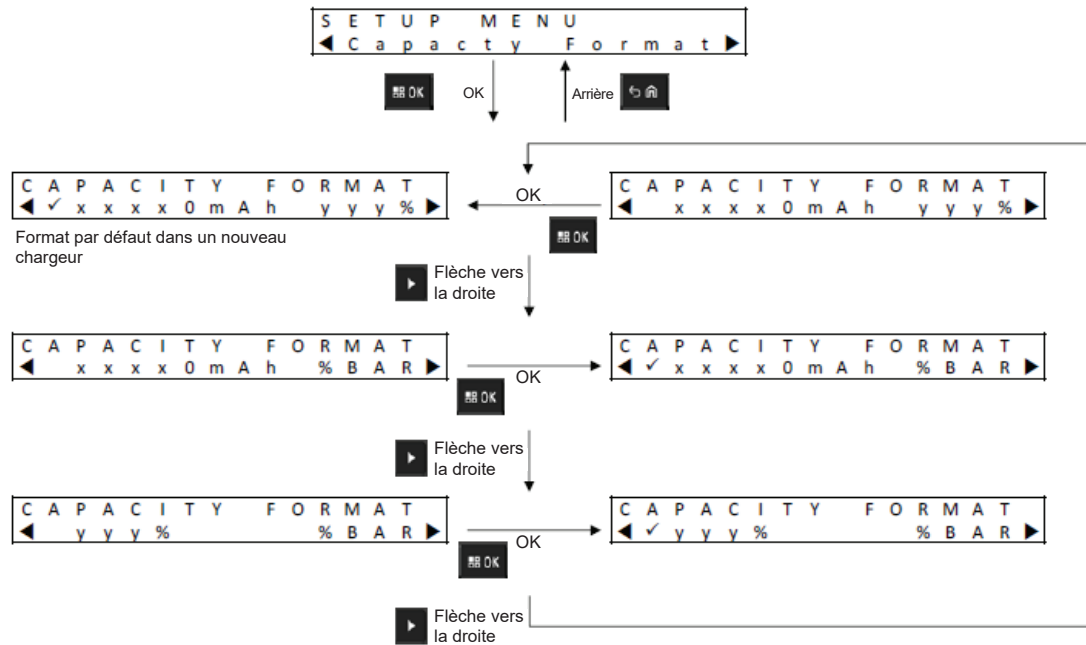 SETUP MENU
◀ Capacty Format ▶
OK
OK
Arrière
OK
CAPACITY FORMAT
◀ ✓ xxxx0mAh yyy% ▶
CAPACITY FORMAT
◀ xxxx0mAh yyy% ▶
Format par défaut dans un nouveau
chargeur
OK
Flèche vers
la droite
CAPACITY FORMAT
◀ xxxx0mAh %BAR ▶
OK
OK
CAPACITY FORMAT
◀ ✓ xxxx0mAh %BAR ▶
Flèche vers
la droite
CAPACITY FORMAT
◀ yyy% %BAR ▶
OK
OK
CAPACITY FORMAT
◀ ✓ yyy% %BAR ▶
Flèche vers
la droite